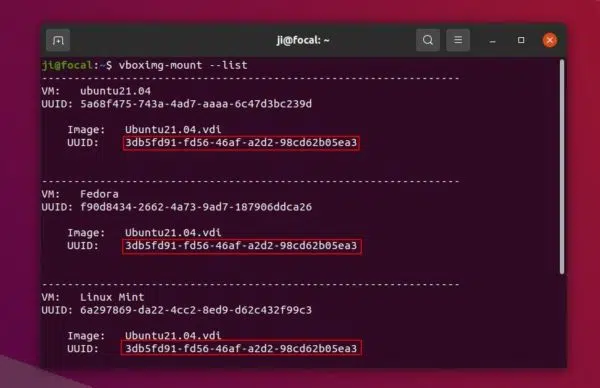 ji@focal: ~
ji@focal:~$ vboximg-mount --list
-----------------------------------------------------------------
VM: ubuntu21.04
UUID: 5a68f475-743a-4ad7-aaaa-6c47d3bc239d
Image: Ubuntu21.04.vdi
UUID: 3db5fd91-fd56-46af-a2d2-98cd62b05ea3
-----------------------------------------------------------------
VM: Fedora
UUID: f90d8434-2662-4a73-9ad7-187906ddca26
Image: Ubuntu21.04.vdi
UUID: 3db5fd91-fd56-46af-a2d2-98cd62b05ea3
-----------------------------------------------------------------
VM: Linux Mint
UUID: 6a297869-da22-4cc2-8ed9-d62c432f99c3
Image: Ubuntu21.04.vdi
UUID: 3db5fd91-fd56-46af-a2d2-98cd62b05ea3